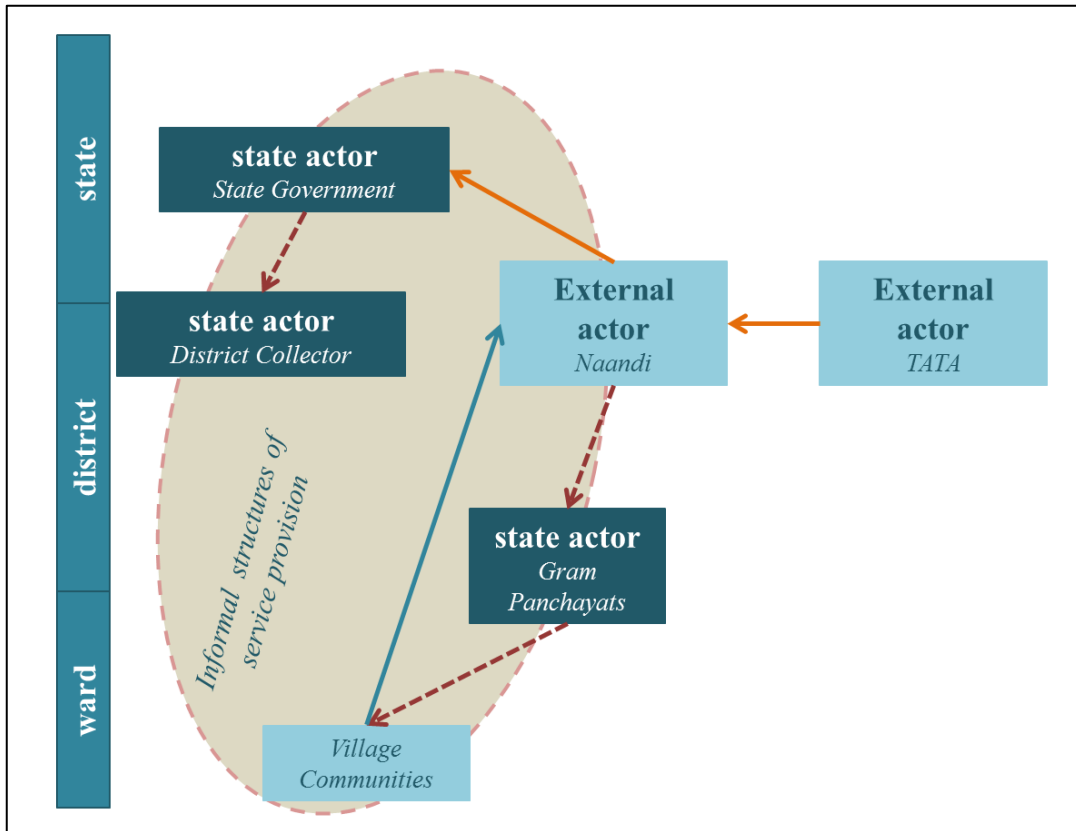 state
state actor
State Government
External
actor
Naandi
External
actor
TATA
state actor
District Collector
district
Informal structures of
service provision
state actor
Gram
Panchayats
ward
Village
Communities